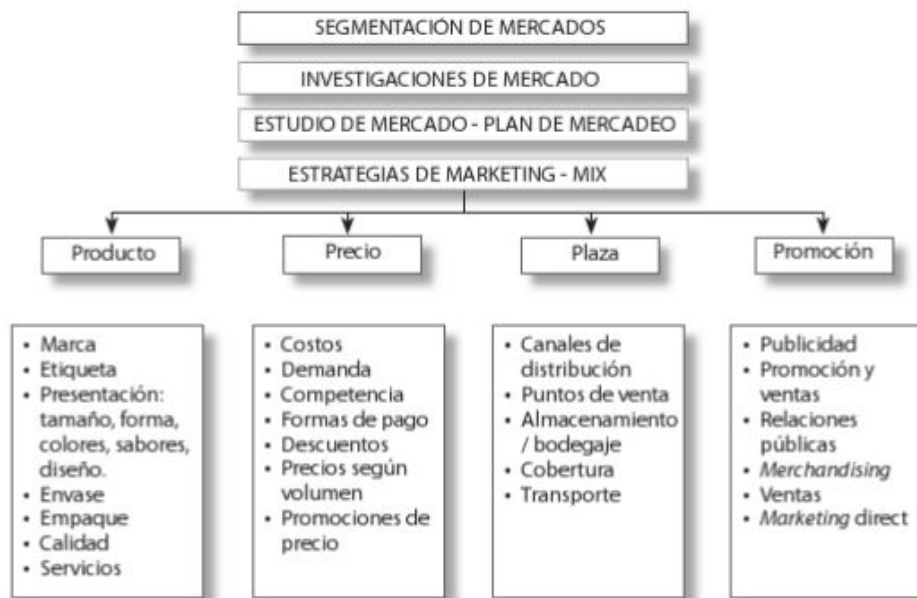 SEGMENTACIÓN DE MERCADOS
INVESTIGACIONES DE MERCADO
ESTUDIO DE MERCADO - PLAN DE MERCADEO
ESTRATEGIAS DE MARKETING - MIX
Producto
Precio
Plaza
Promoción
• Marca
• Etiqueta
• Presentación:
tamaño, forma,
colores, sabores,
diseño.
• Envase
• Empaque
• Calidad
• Servicios
• Costos
• Demanda
• Competencia
• Formas de pago
• Descuentos
• Precios según
volumen
• Promociones de
precio
• Canales de
distribución
• Puntos de venta
• Almacenamiento
/ bodegaje
• Cobertura
• Transporte
• Publicidad
• Promoción y
ventas
• Relaciones
públicas
• Merchandising
• Ventas
• Marketing direct